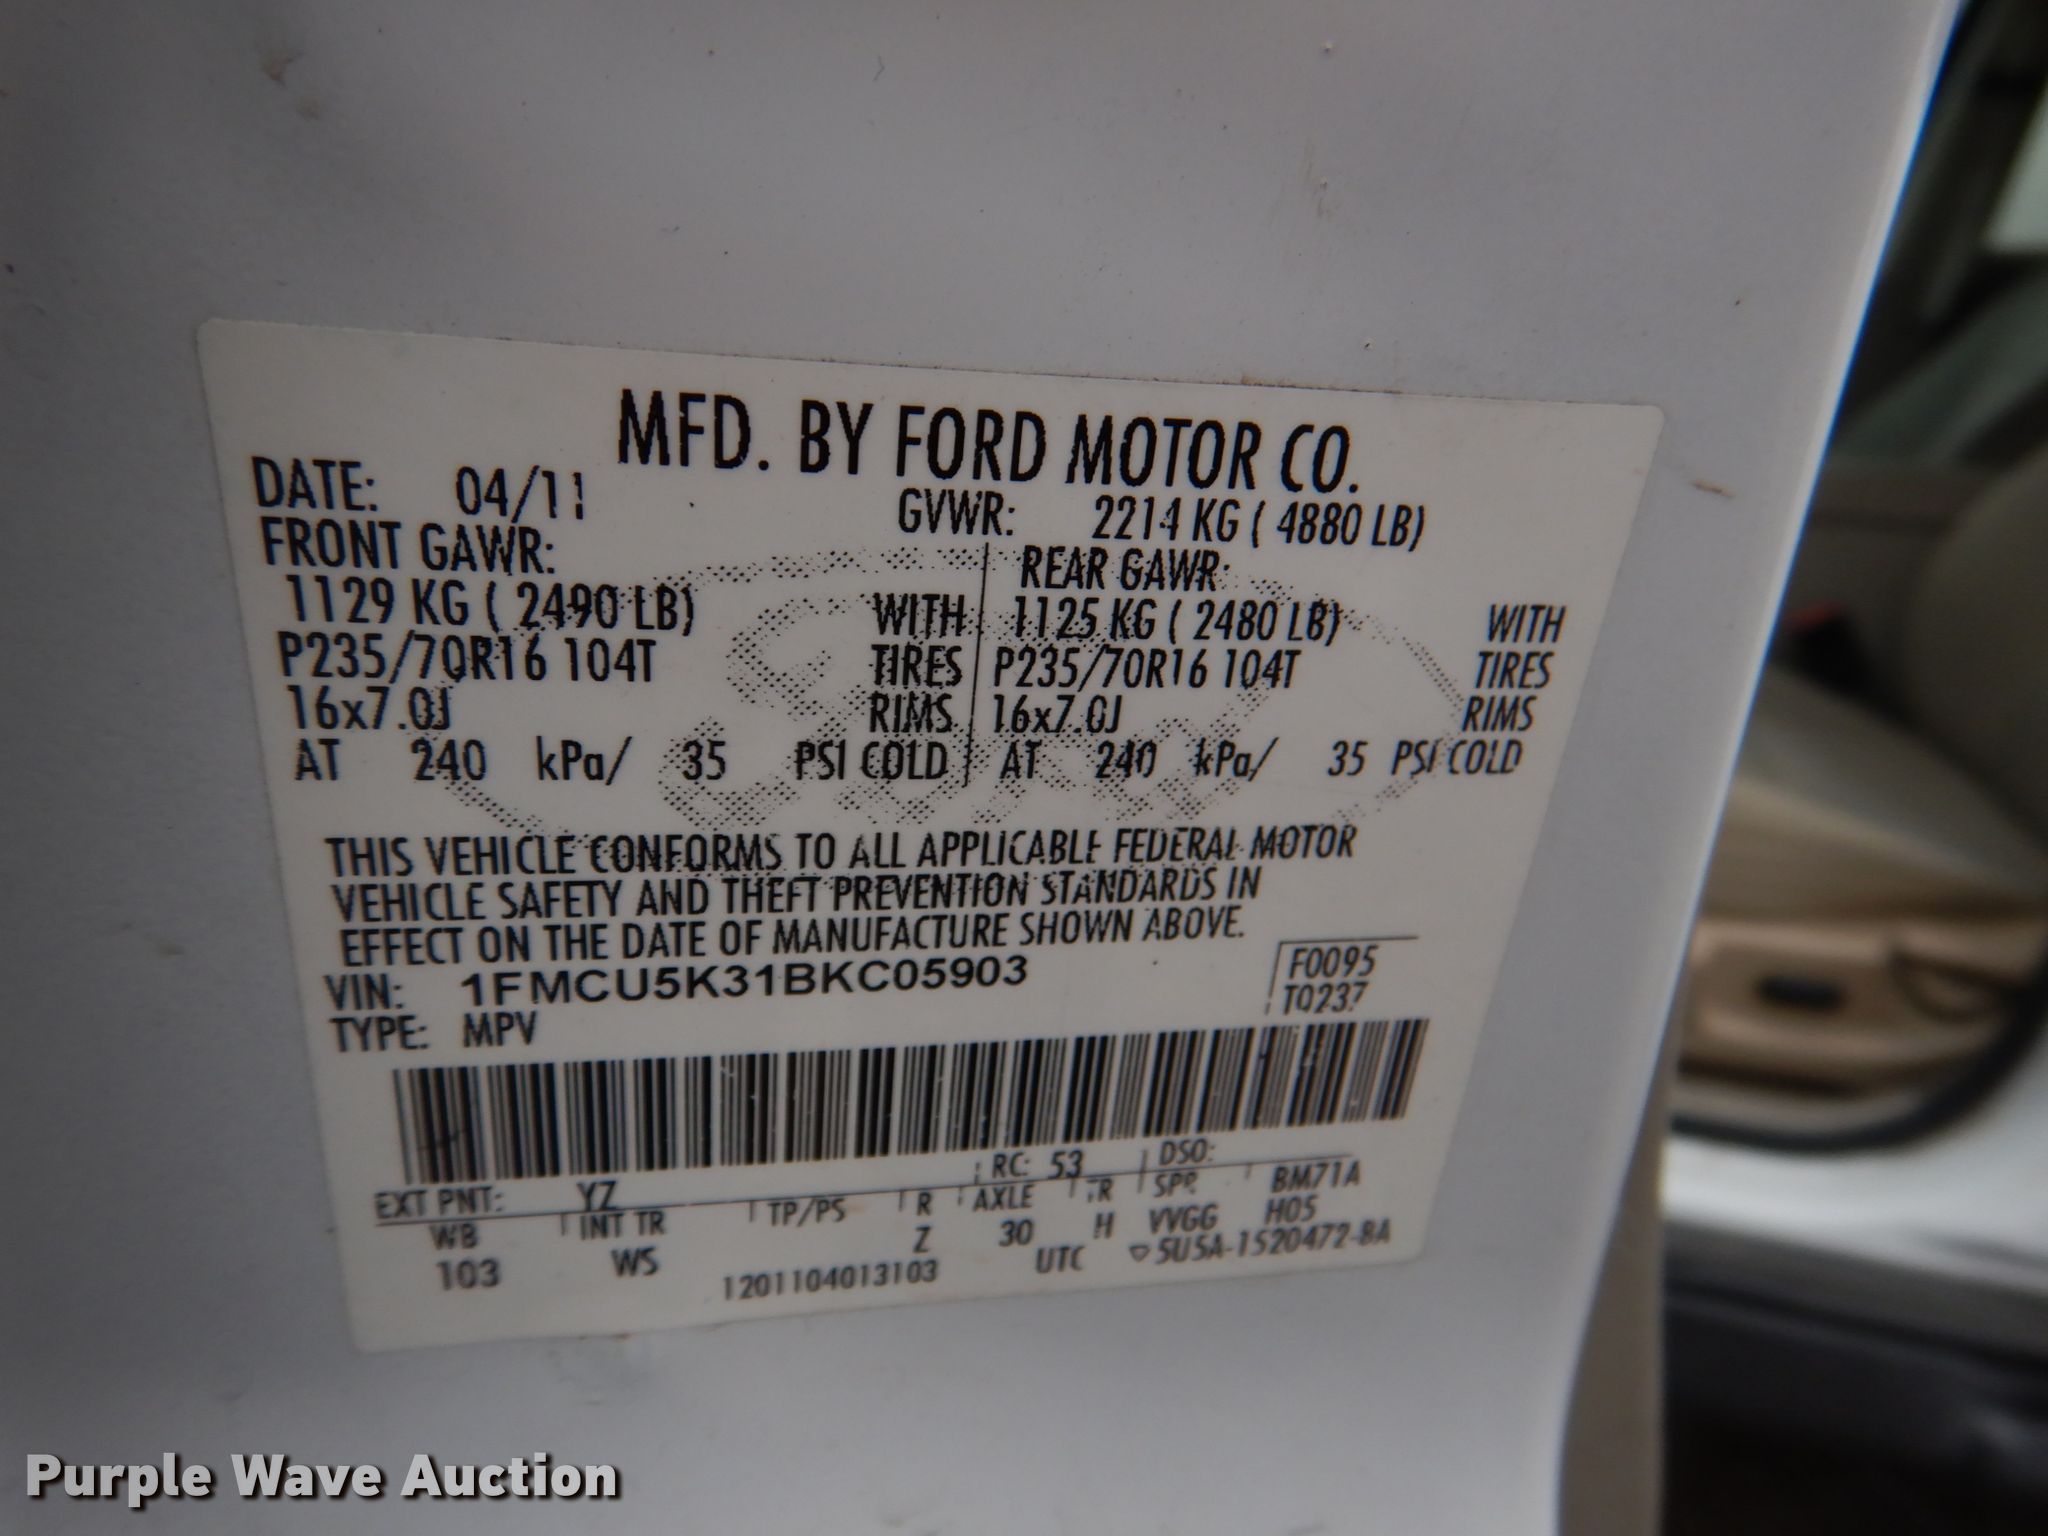 MFD. BY FORD MOTOR CO.
DATE: 04/11 GVWR: 2214 KG ( 4880 LB)
FRONT GAWR: REAR GAWR:
1129 KG ( 2490 LB) WITH 1125 KG ( 2480 LB) WITH
P235/70R16 104T TIRES P235/70R16 104T TIRES
16x7.0J RIMS 16x7.0J RIMS
AT 240 kPa/ 35 PSI COLD AT 240 kPa/ 35 PSI COLD
THIS VEHICLE CONFORMS TO ALL APPLICABLE FEDERAL MOTOR
VEHICLE SAFETY AND THEFT PREVENTION STANDARDS IN
EFFECT ON THE DATE OF MANUFACTURE SHOWN ABOVE.
VIN: 1FMCU5K31BKC05903 F0095
TYPE: MPV T0237
EXT PNT: YZ RC: 53 DSO:
WB INT TR TP/PS R AXLE TR SPR BM71A
103 WS Z 30 H VVGG H05
1201104013103 UTC ▽5U5A-1520472-8A
Purple Wave Auction